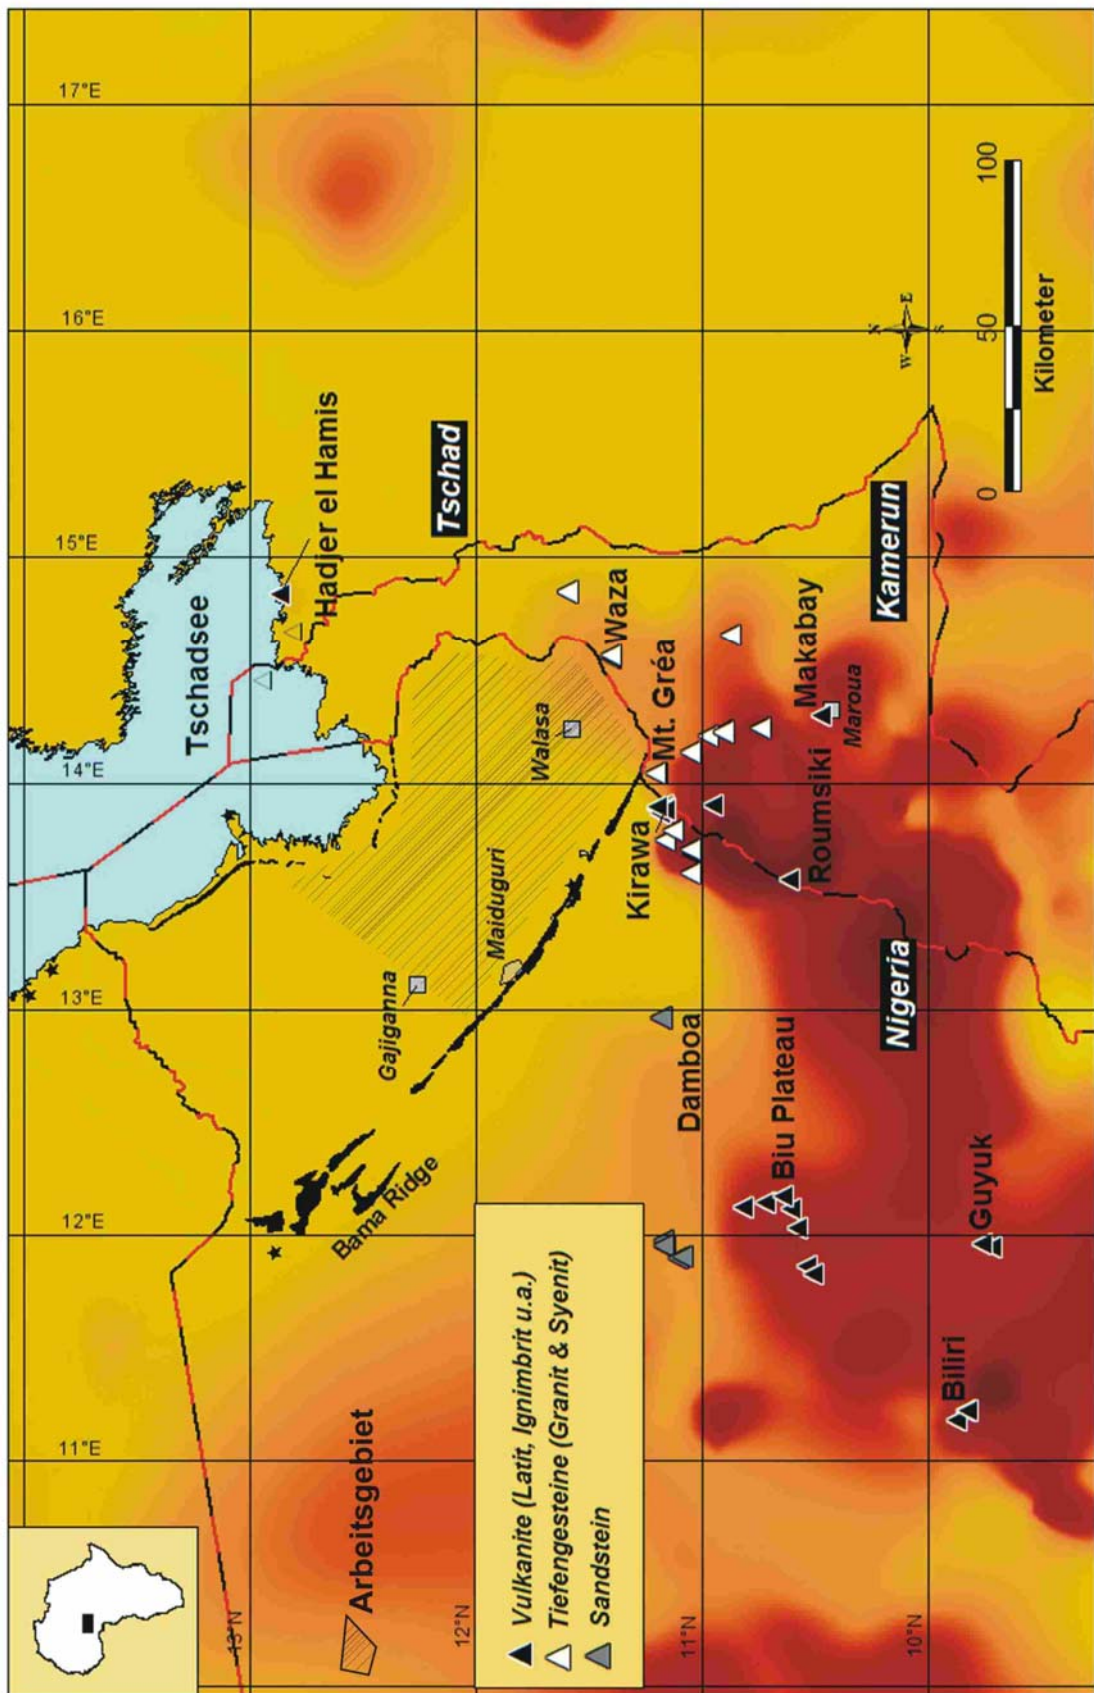 11°E
12°E
13°E
14°E
15°E
16°E
17°E
13°N
12°N
11°N
10°N
Arbeitsgebiet
Vulkanite (Latit, Ignimbrit u.a.)
Tiefengesteine (Granit & Syenit)
Sandstein
Bama Ridge
Gajiganna
Maiduguri
Walasa
Tschadsee
Hadjer el Hamis
Tschad
Waza
Mt. Gréa
Kirawa
Damboa
Biu Plateau
Roumsiki
Makabay
Maroua
Kamerun
Nigeria
Biliri
Guyuk
N
W
E
S
0
50
100
Kilometer